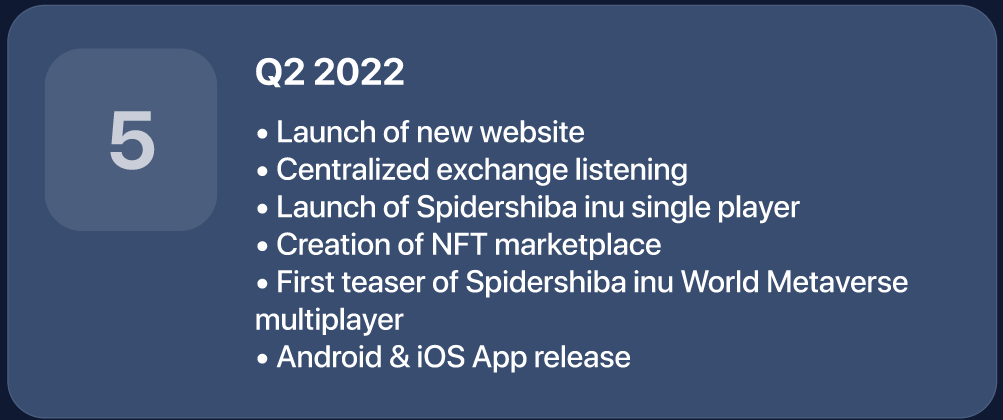 5
Q2 2022
• Launch of new website
• Centralized exchange listening
• Launch of Spidershiba inu single player
• Creation of NFT marketplace
• First teaser of Spidershiba inu World Metaverse
multiplayer
• Android & iOS App release